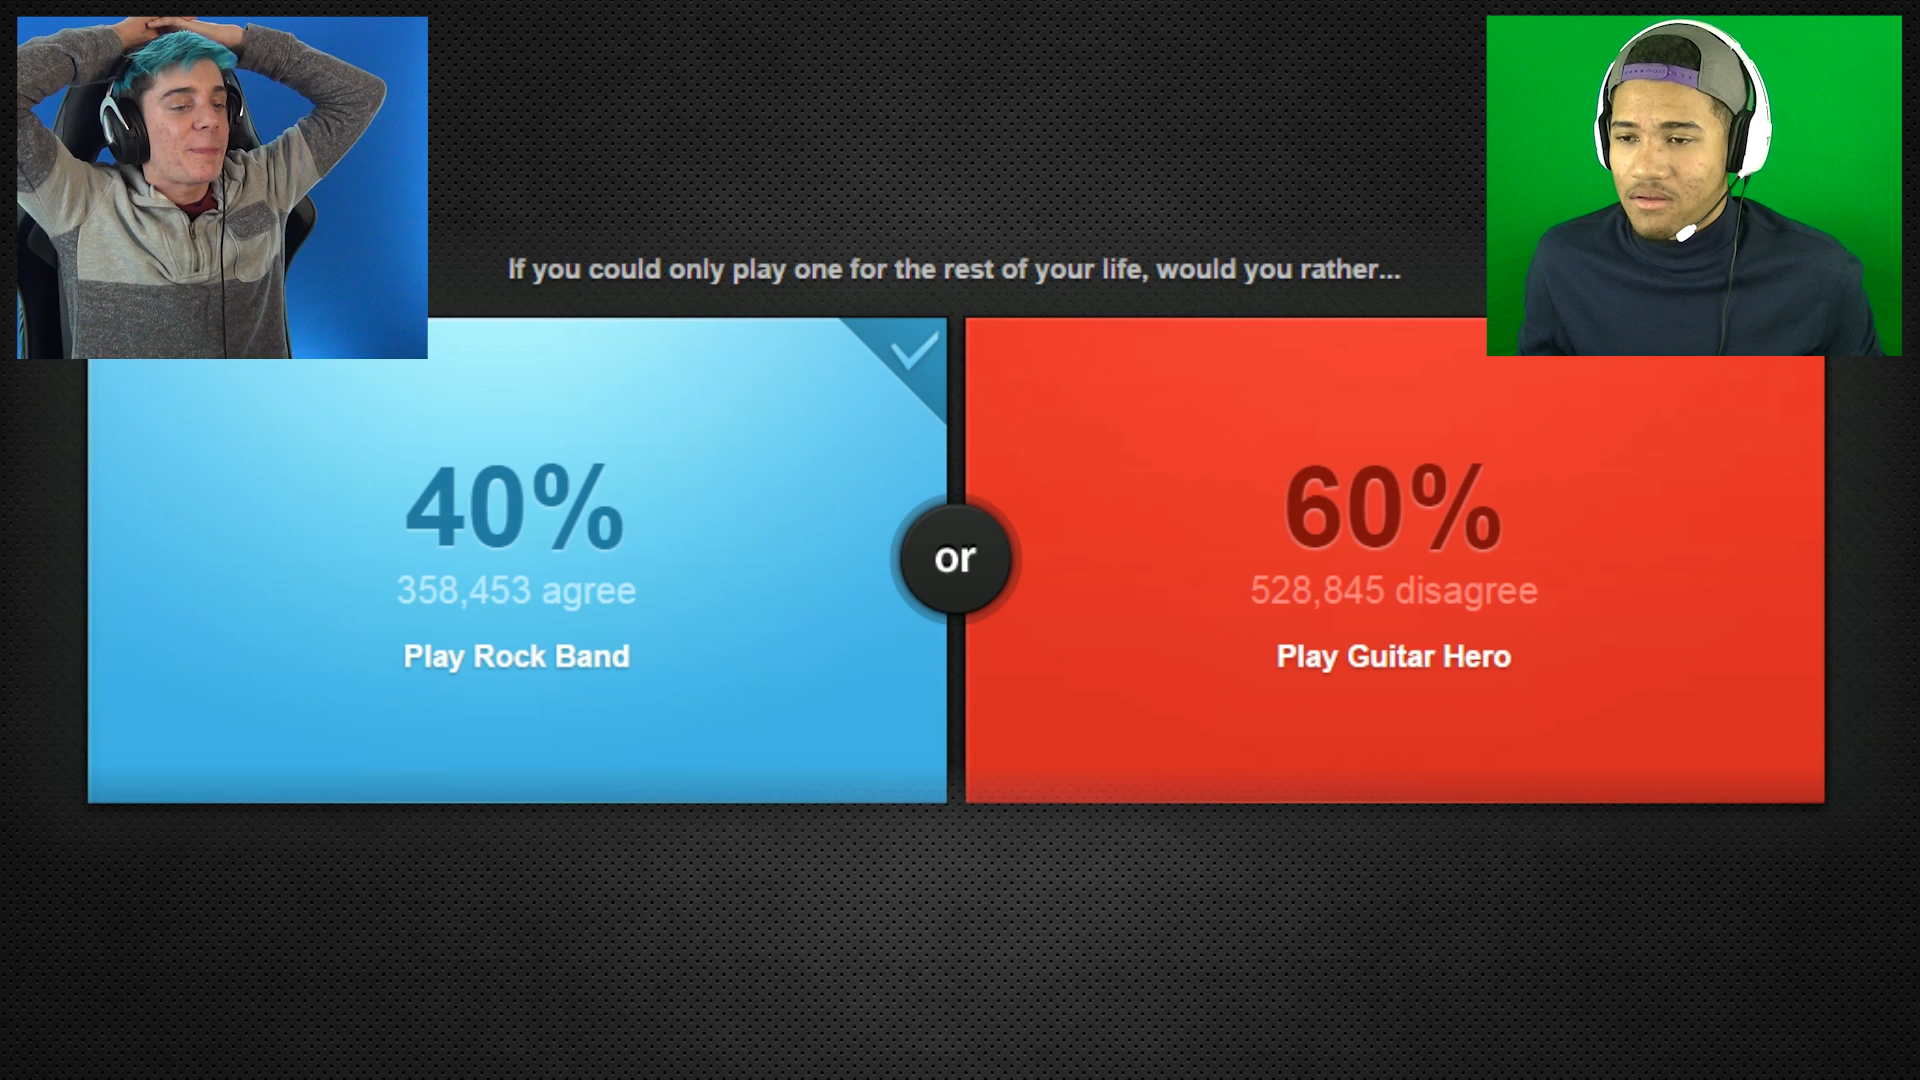 If you could only play one for the rest of your life, would you rather...
40%
358,453 agree
Play Rock Band
or
60%
528,845 disagree
Play Guitar Hero